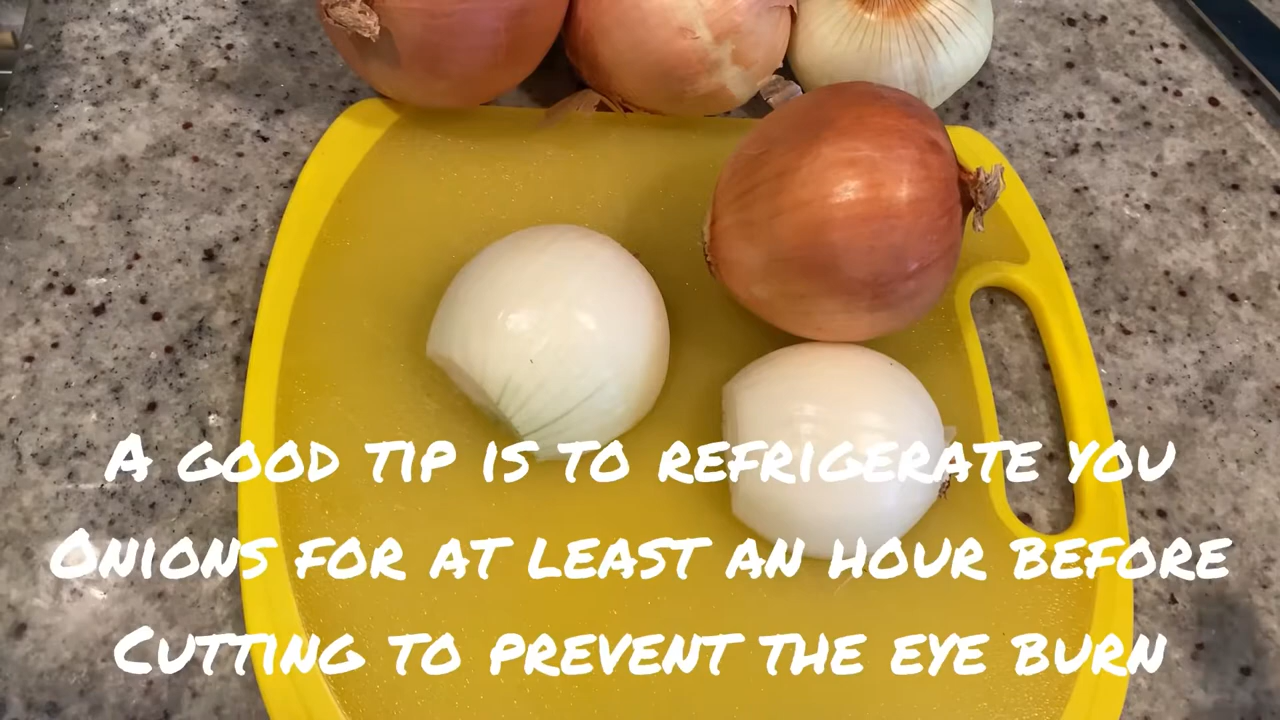 A good tip is to refrigerate you
Onions for at least an hour before
Cutting to prevent the eye burn